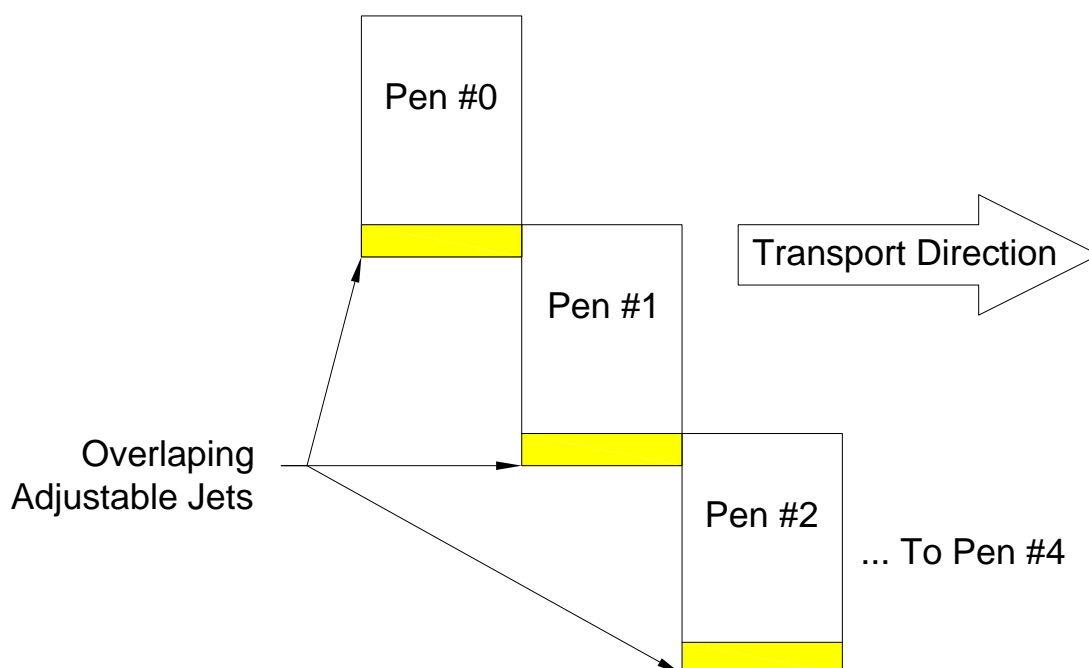 Pen #0
Transport Direction
Pen #1
Overlaping
Adjustable Jets
Pen #2
... To Pen #4